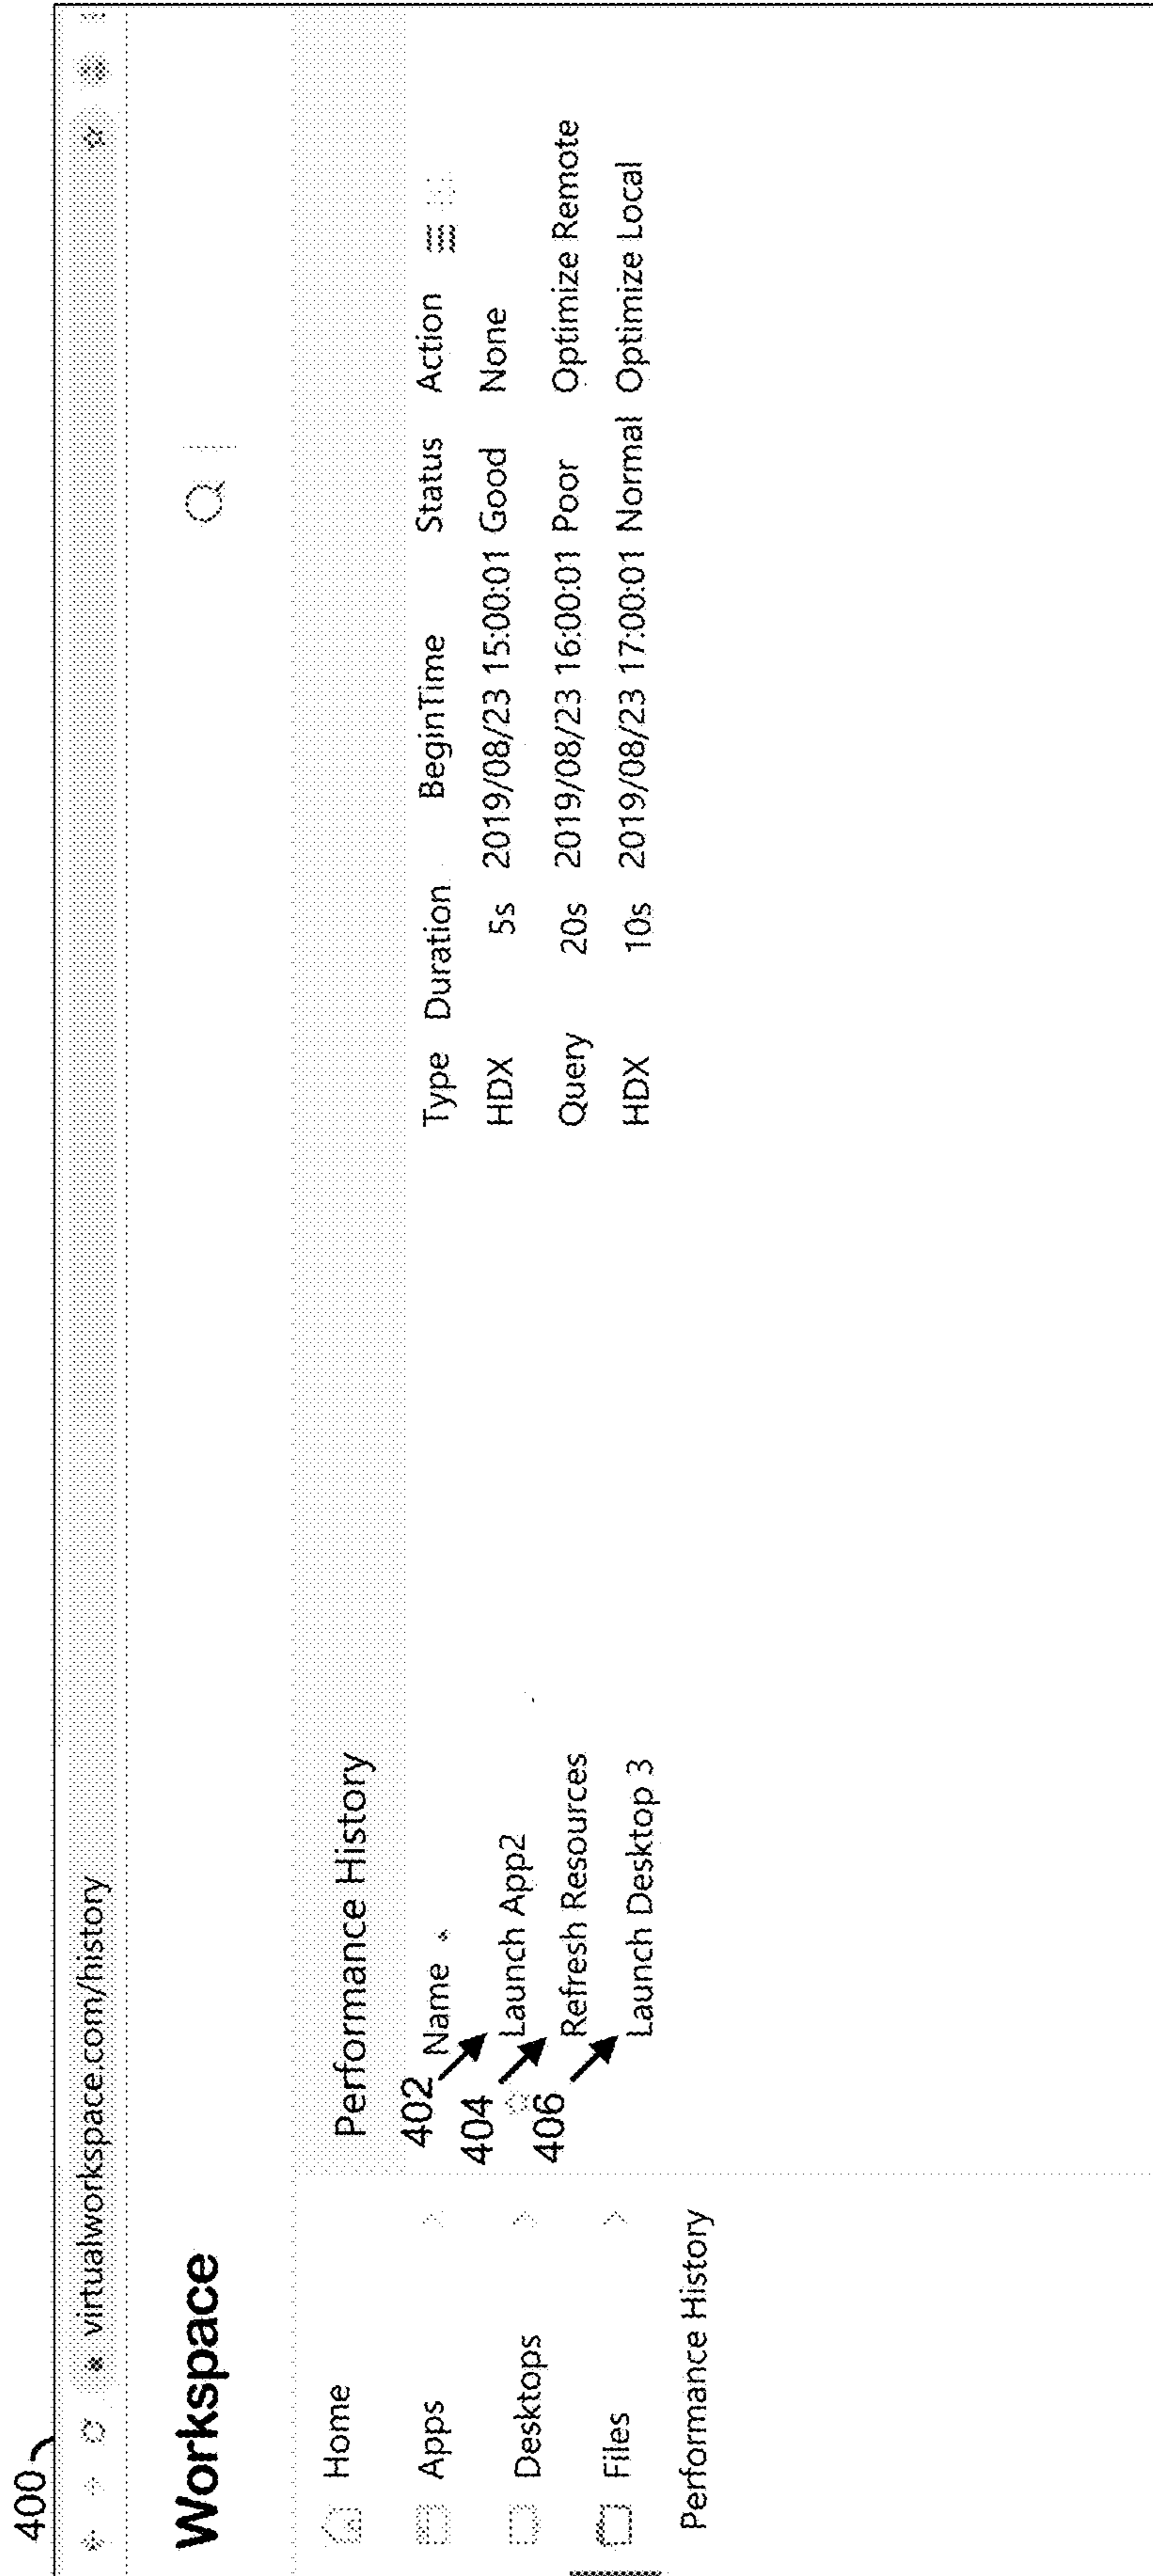 400
virtualworkspace.com/history
Workspace
Home
Apps
Desktops
Files
Performance History
Performance History
Name Type Duration BeginTime Status Action
402 Launch App2 HDX 5s 2019/08/23 15:00:01 Good None
404 Refresh Resources Query 20s 2019/08/23 16:00:01 Poor Optimize Remote
406 Launch Desktop 3 HDX 10s 2019/08/23 17:00:01 Normal Optimize Local